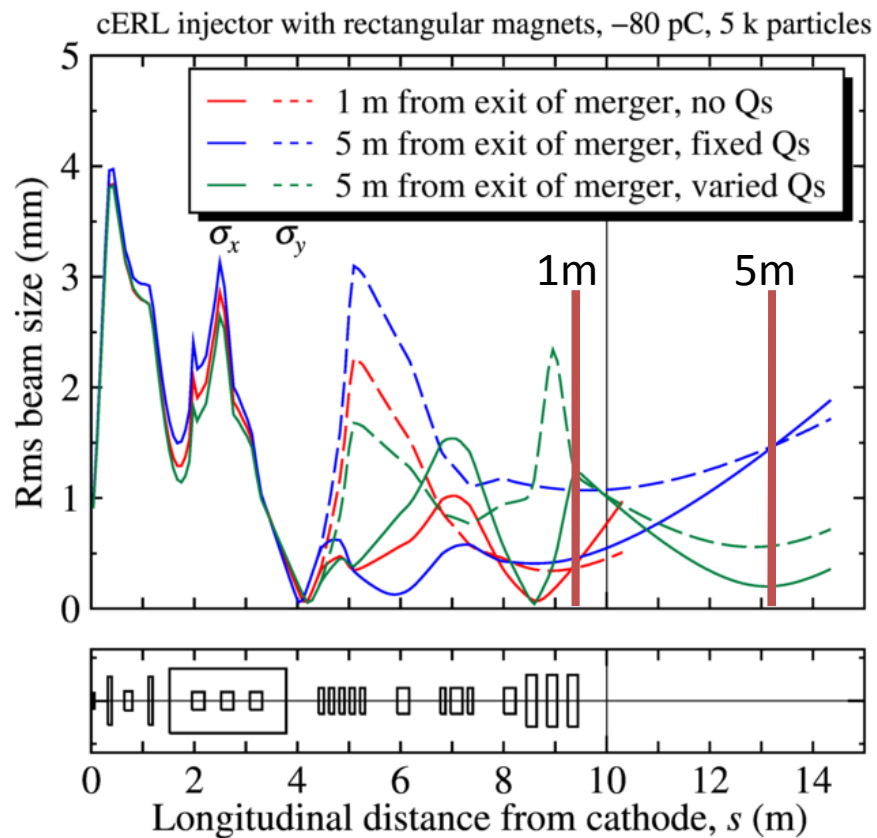 cERL injector with rectangular magnets, −80 pC, 5 k particles
5
4
3
2
1
0
Rms beam size (mm)
1 m from exit of merger, no Qs
5 m from exit of merger, fixed Qs
5 m from exit of merger, varied Qs
σx σy
1m 5m
0 2 4 6 8 10 12 14
Longitudinal distance from cathode, s (m)